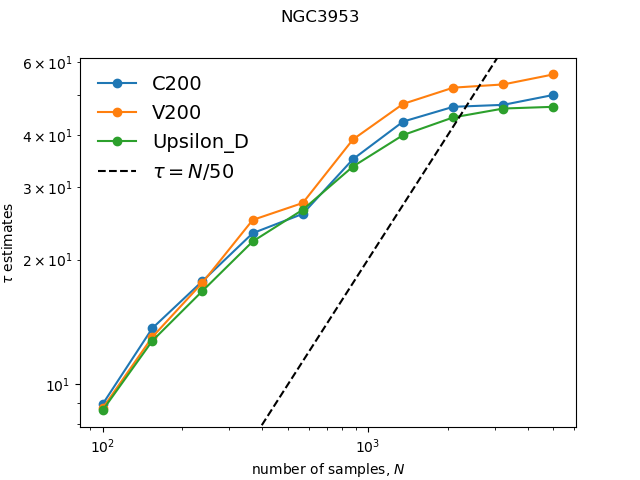 NGC3953
C200
V200
Upsilon_D
τ = N/50
6 × 10¹
4 × 10¹
3 × 10¹
2 × 10¹
10¹
τ estimates
10² 10³
number of samples, N